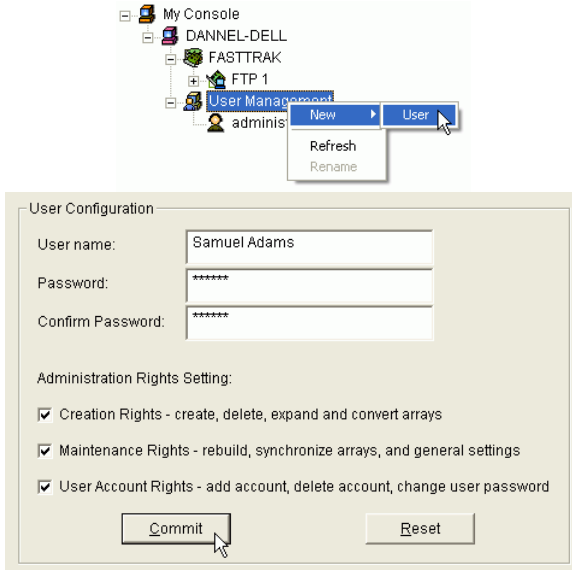 My Console
DANNEL-DELL
FASTTRAK
FTP 1
User Management
New
User
adminis
Refresh
Rename
User Configuration
User name:
Samuel Adams
Password:
******
Confirm Password:
******
Administration Rights Setting:
Creation Rights - create, delete, expand and convert arrays
Maintenance Rights - rebuild, synchronize arrays, and general settings
User Account Rights - add account, delete account, change user password
Commit
Reset